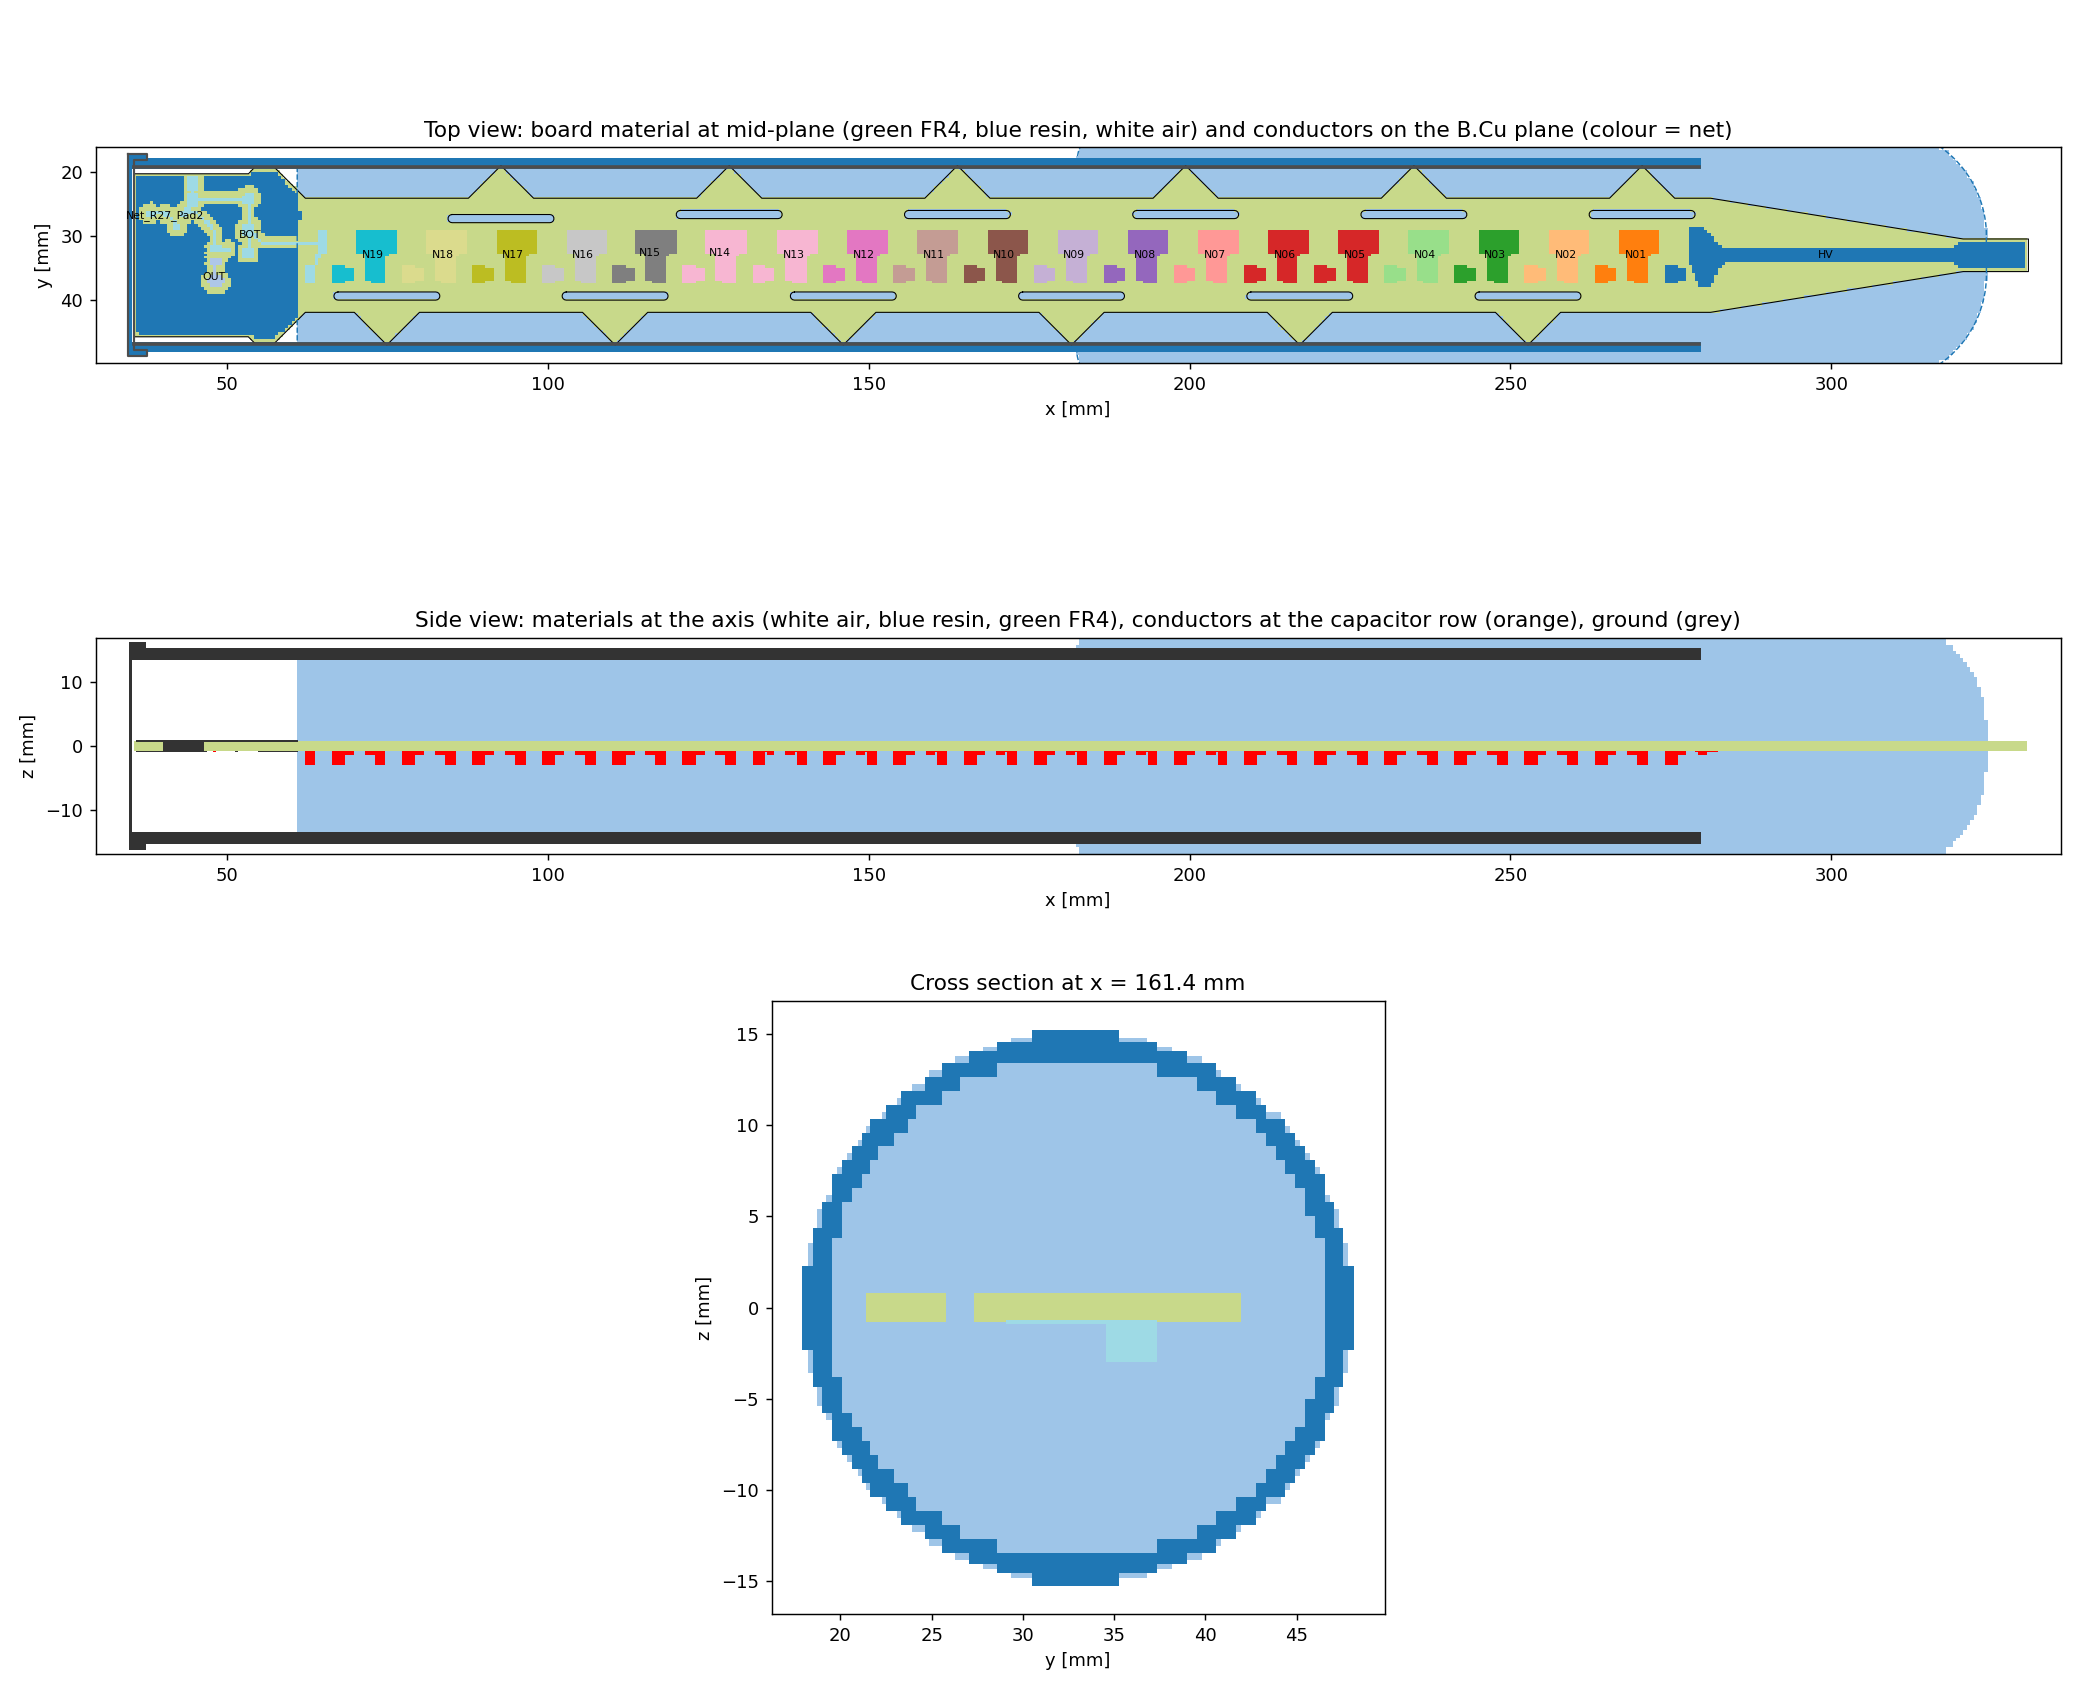 Top view: board material at mid-plane (green FR4, blue resin, white air) and conductors on the B.Cu plane (colour = net)
20
30
40
y [mm]
Net_R27_Pad2
BOT
OUT
N19
N18
N17
N16
N15
N14
N13
N12
N11
N10
N09
N08
N07
N06
N05
N04
N03
N02
N01
HV
50
100
150
200
250
300
x [mm]
Side view: materials at the axis (white air, blue resin, green FR4), conductors at the capacitor row (orange), ground (grey)
10
0
−10
z [mm]
50
100
150
200
250
300
x [mm]
Cross section at x = 161.4 mm
15
10
5
0
−5
−10
−15
z [mm]
20
25
30
35
40
45
y [mm]